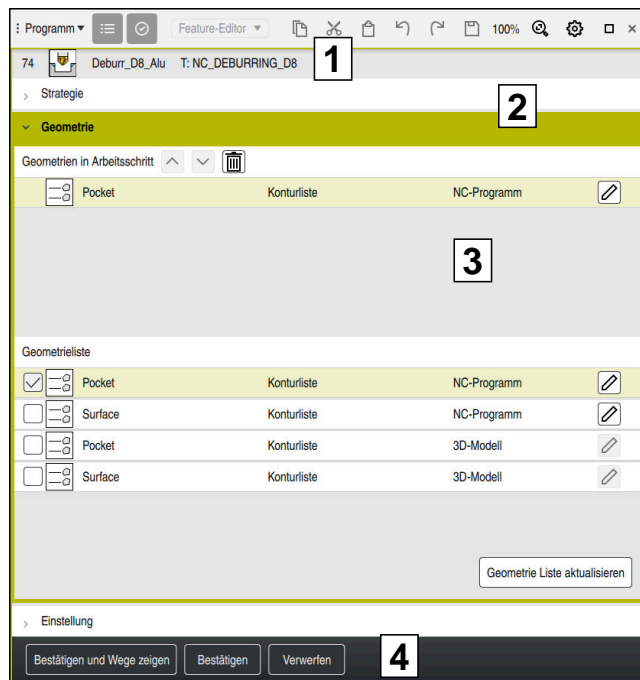 Programm Feature-Editor 100%
1
74 Deburr_D8_Alu T: NC_DEBURRING_D8
Strategie
2
Geometrie
Geometrien in Arbeitsschritt
Pocket Konturliste NC-Programm
3
Geometrieliste
Pocket Konturliste NC-Programm
Surface Konturliste NC-Programm
Pocket Konturliste 3D-Modell
Surface Konturliste 3D-Modell
Geometrie Liste aktualisieren
Einstellung
Bestätigen und Wege zeigen Bestätigen Verwerfen 4